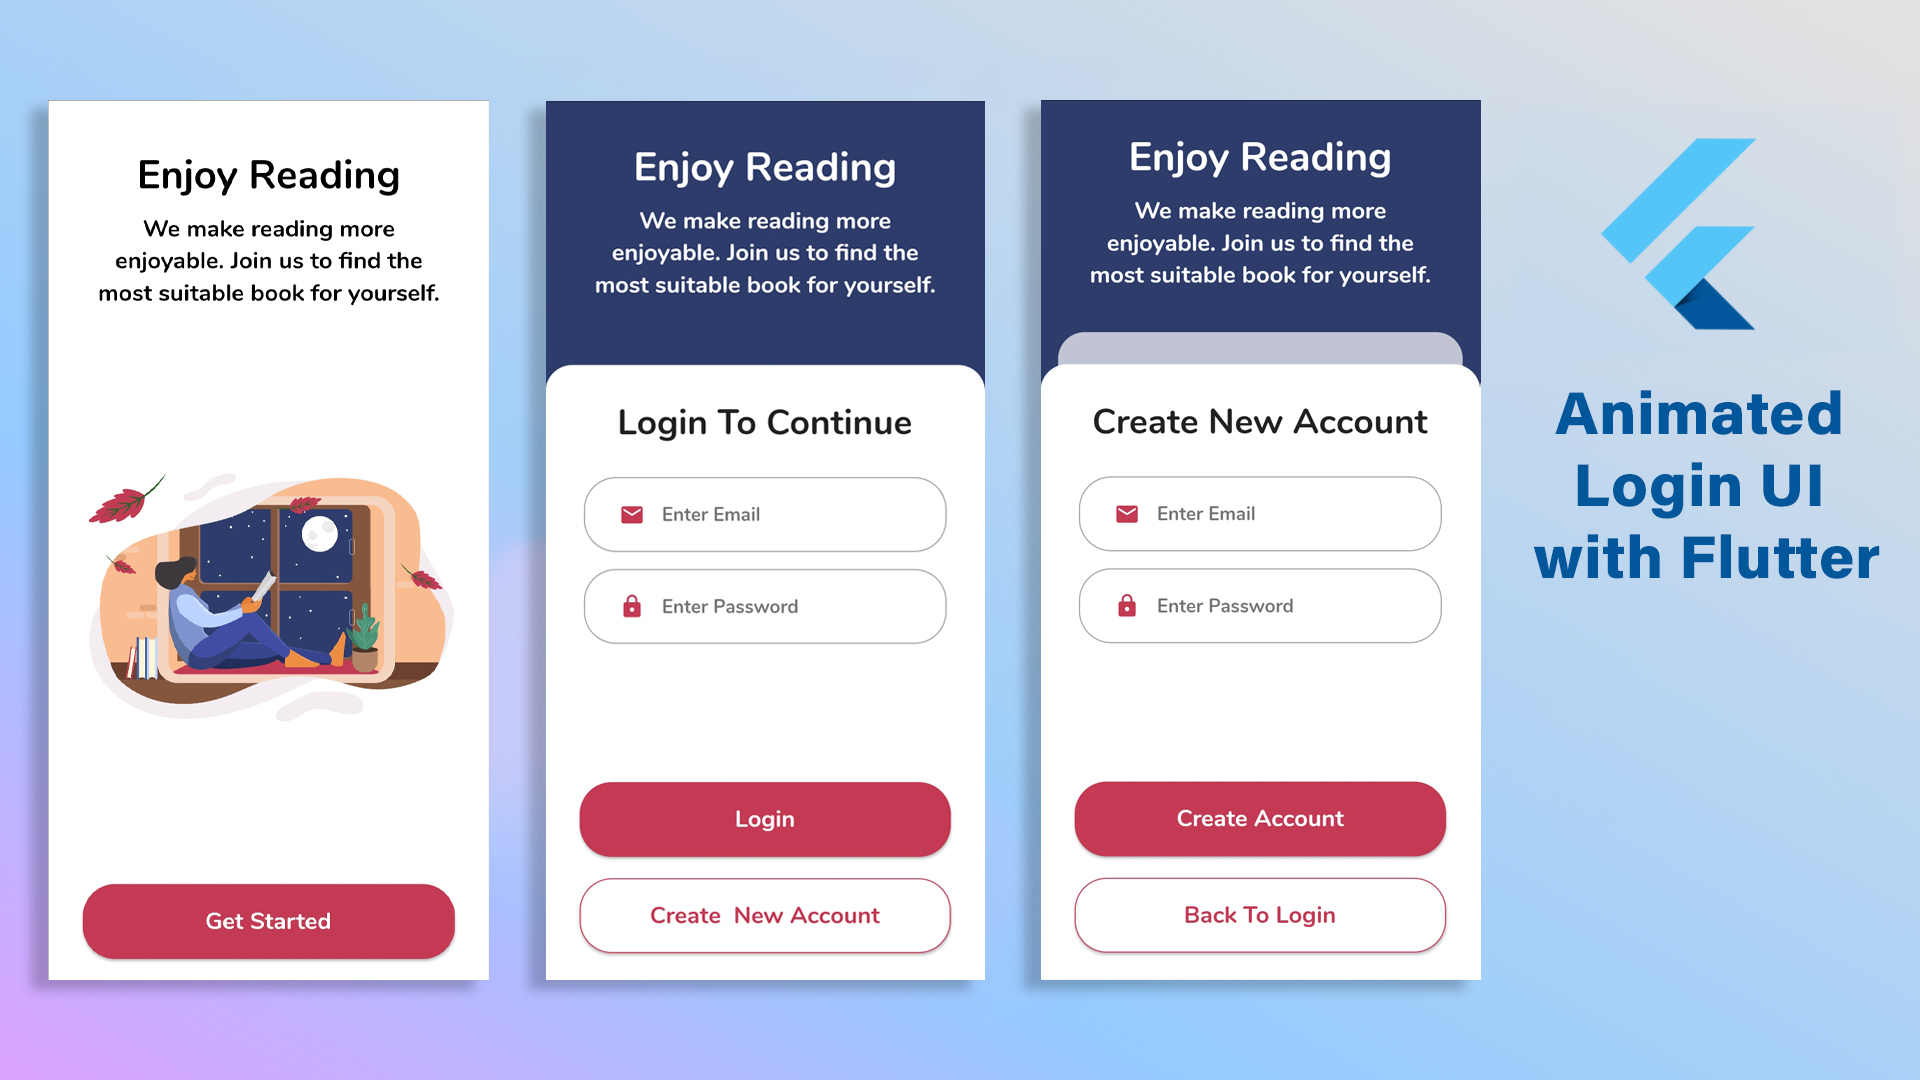 Enjoy Reading
We make reading more
enjoyable. Join us to find the
most suitable book for yourself.
Get Started
Enjoy Reading
We make reading more
enjoyable. Join us to find the
most suitable book for yourself.
Login To Continue
Enter Email
Enter Password
Login
Create  New Account
Enjoy Reading
We make reading more
enjoyable. Join us to find the
most suitable book for yourself.
Create New Account
Enter Email
Enter Password
Create Account
Back To Login
Animated
Login UI
with Flutter